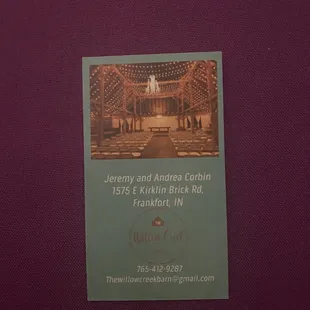 Jeremy and Andrea Corbin
1575 E Kirklin Brick Rd,
Frankfort, IN
765-412-9287
Thewillowcreekbarn@gmail.com